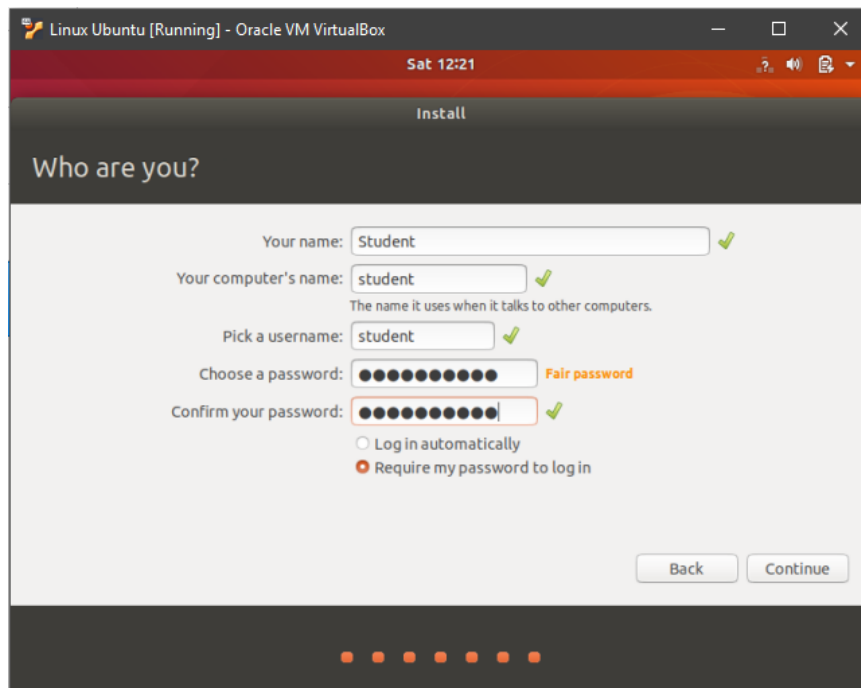 Linux Ubuntu [Running] - Oracle VM VirtualBox
Sat 12:21
Install
Who are you?
Your name: Student
Your computer's name: student
The name it uses when it talks to other computers.
Pick a username: student
Choose a password: ●●●●●●●●●● Fair password
Confirm your password: ●●●●●●●●●●
Log in automatically
Require my password to log in
Back Continue